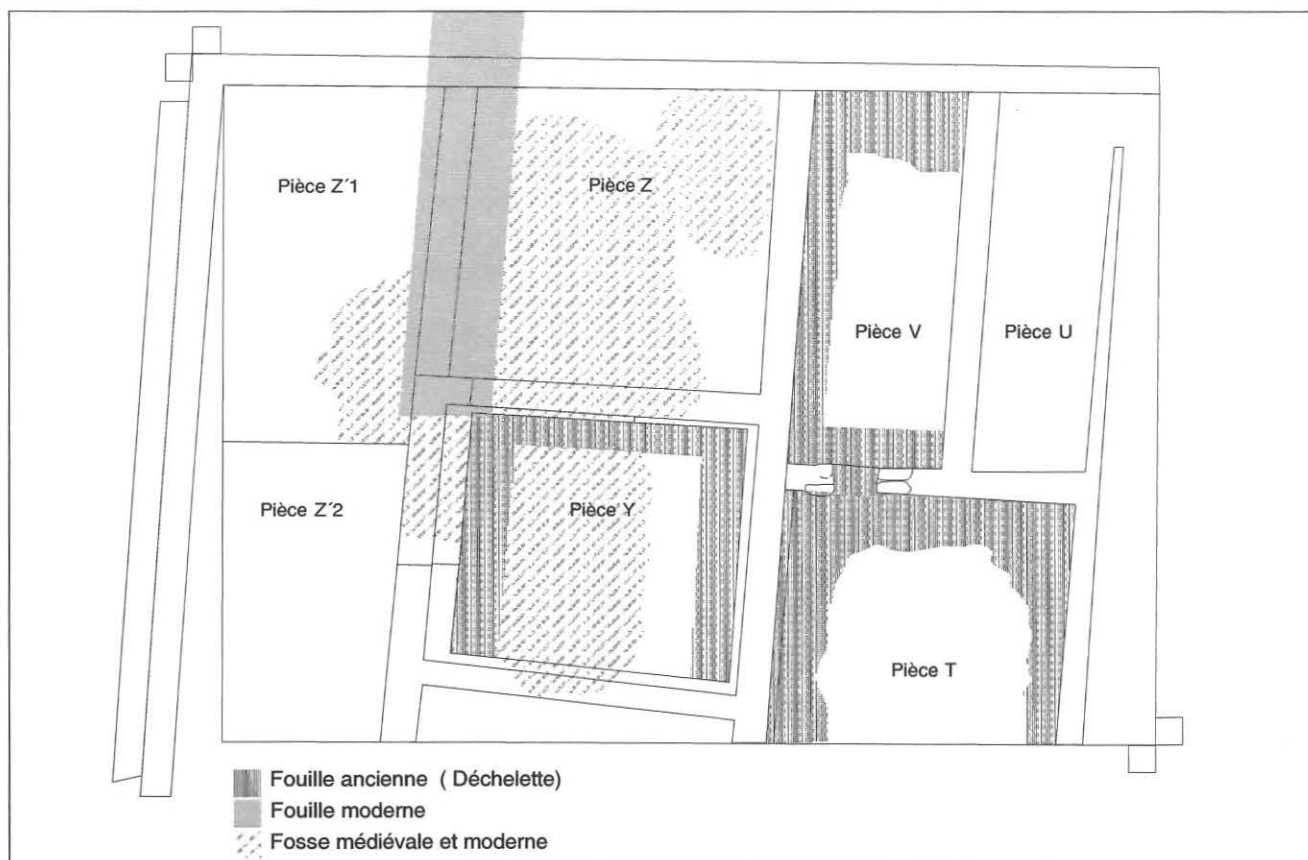 Pièce Z´1
Pièce Z
Pièce V
Pièce U
Pièce Z´2
Pièce Y
Pièce T
Fouille ancienne ( Déchelette)
Fouille moderne
Fosse médiévale et moderne